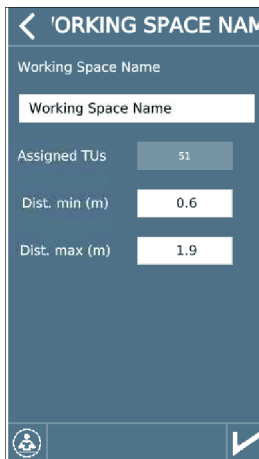 'ORKING SPACE NAM
Working Space Name
Working Space Name
Assigned TUs 51
Dist. min (m) 0.6
Dist. max (m) 1.9